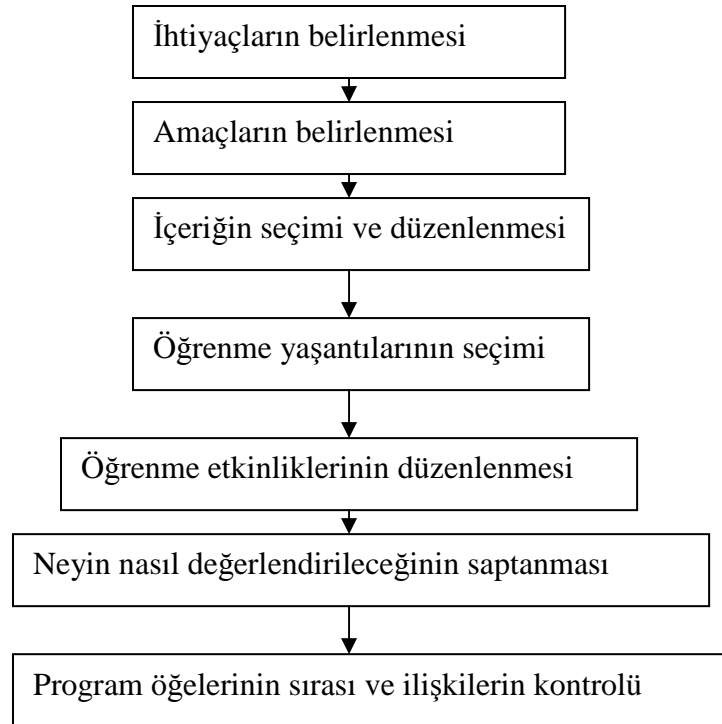 İhtiyaçların belirlenmesi
Amaçların belirlenmesi
İçeriğin seçimi ve düzenlenmesi
Öğrenme yaşantılarının seçimi
Öğrenme etkinliklerinin düzenlenmesi
Neyin nasıl değerlendirileceğinin saptanması
Program öğelerinin sırası ve ilişkilerin kontrolü